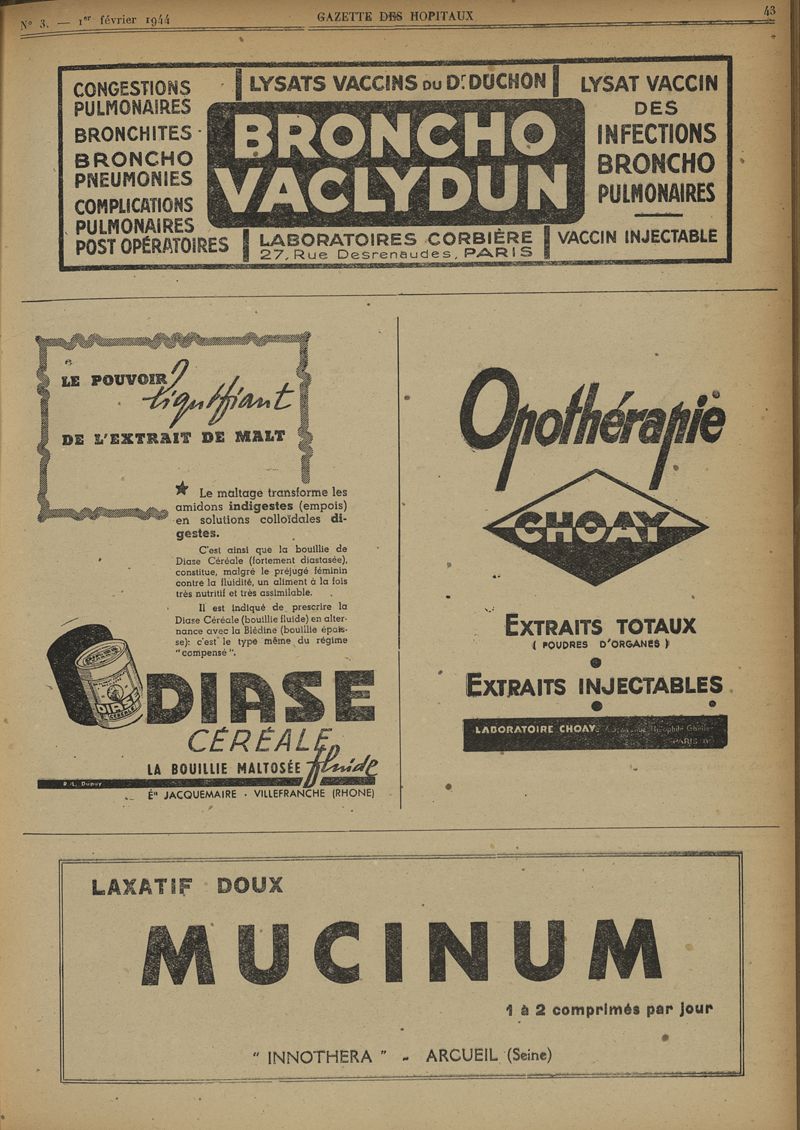 N° 3. — 1er février 1944
GAZETTE DES HOPITAUX
43
CONGESTIONS
PULMONAIRES
BRONCHITES
BRONCHO
PNEUMONIES
COMPLICATIONS
PULMONAIRES
POST OPÉRATOIRES
LYSATS VACCINS DU Dr DUCHON
BRONCHO
VACLYDUN
LABORATOIRES CORBIÈRE
27, Rue Desrenaudes, PARIS
LYSAT VACCIN
DES
INFECTIONS
BRONCHO
PULMONAIRES
VACCIN INJECTABLE
LE POUVOIR
liquéfiant
DE L'EXTRAIT DE MALT
★ Le maltage transforme les
amidons indigestes (empois)
en solutions colloïdales di-
gestes.
C'est ainsi que la bouillie de
Diase Céréale (fortement diastasée),
constitue, malgré le préjugé féminin
contre la fluidité, un aliment à la fois
très nutritif et très assimilable.
Il est indiqué de prescrire la
Diase Céréale (bouillie fluide) en alter-
nance avec la Blédine (bouillie épais-
se): c'est le type même du régime
"compensé".
DIASE
CÉRÉALE
DIASE
CÉRÉALE
LA BOUILLIE MALTOSÉE fluide
R.-L. Dupuy
Éts JACQUEMAIRE - VILLEFRANCHE (RHONE)
Opothérapie
CHOAY
EXTRAITS TOTAUX
( POUDRES D'ORGANES )
EXTRAITS INJECTABLES
LABORATOIRE CHOAY
Théophile
PARIS
LAXATIF DOUX
MUCINUM
1 à 2 comprimés par jour
" INNOTHERA " - ARCUEIL (Seine)